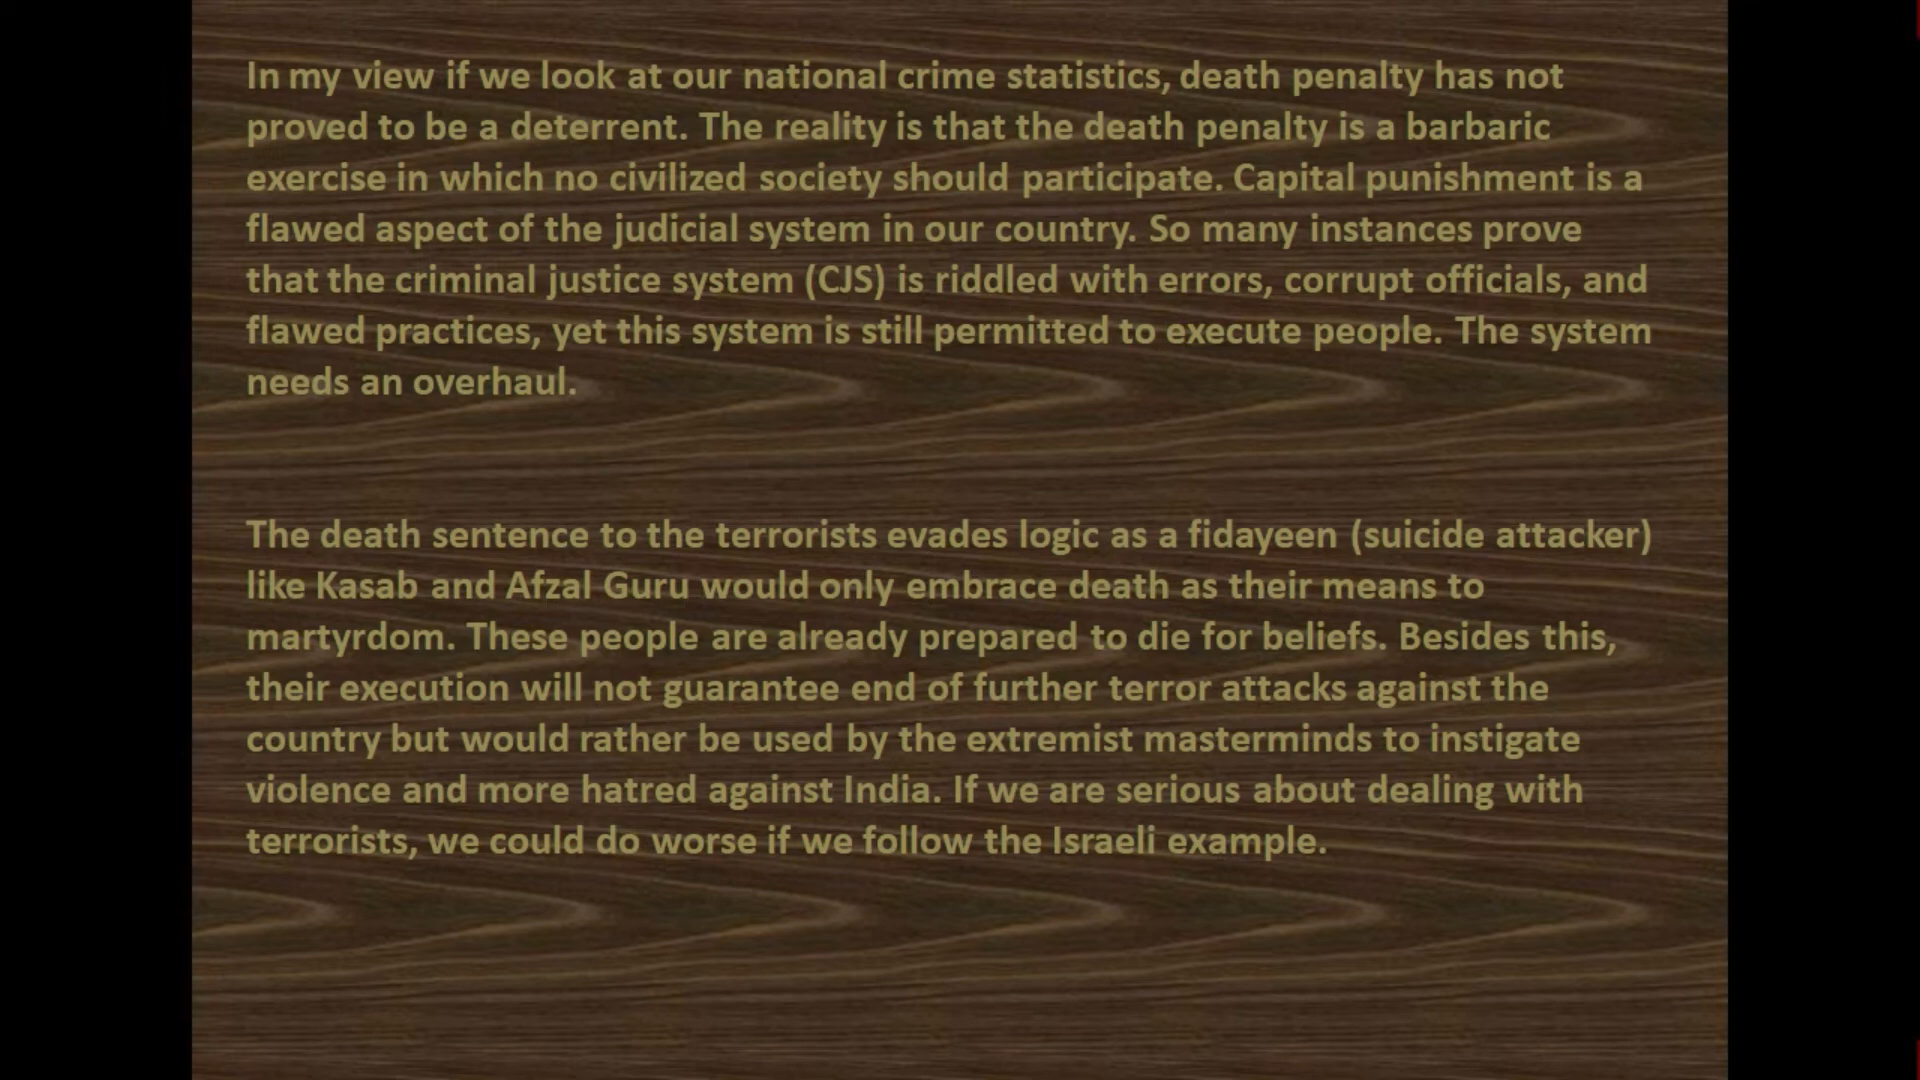 In my view if we look at our national crime statistics, death penalty has not
proved to be a deterrent. The reality is that the death penalty is a barbaric
exercise in which no civilized society should participate. Capital punishment is a
flawed aspect of the judicial system in our country. So many instances prove
that the criminal justice system (CJS) is riddled with errors, corrupt officials, and
flawed practices, yet this system is still permitted to execute people. The system
needs an overhaul.
The death sentence to the terrorists evades logic as a fidayeen (suicide attacker)
like Kasab and Afzal Guru would only embrace death as their means to
martyrdom. These people are already prepared to die for beliefs. Besides this,
their execution will not guarantee end of further terror attacks against the
country but would rather be used by the extremist masterminds to instigate
violence and more hatred against India. If we are serious about dealing with
terrorists, we could do worse if we follow the Israeli example.